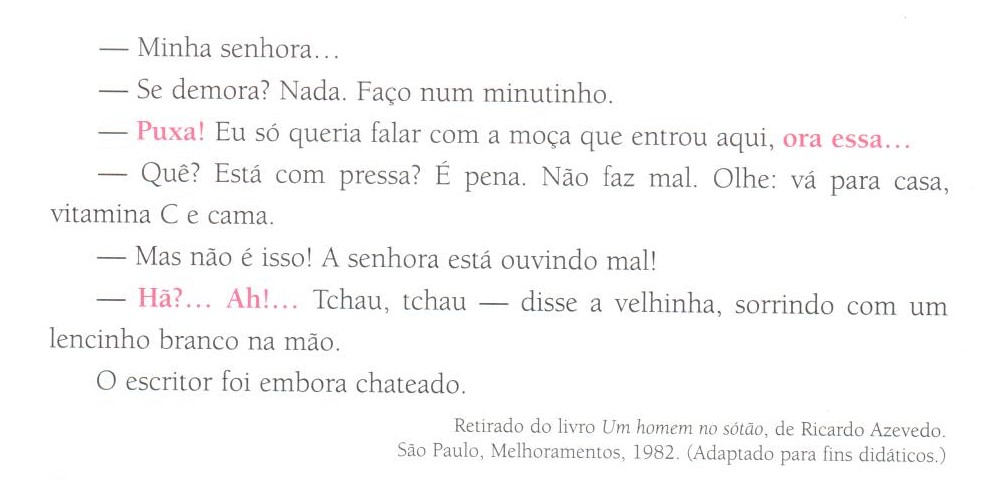 — Minha senhora…
— Se demora? Nada. Faço num minutinho.
— Puxa! Eu só queria falar com a moça que entrou aqui, ora essa…
— Quê? Está com pressa? É pena. Não faz mal. Olhe: vá para casa,
vitamina C e cama.
— Mas não é isso! A senhora está ouvindo mal!
— Hã?… Ah!… Tchau, tchau — disse a velhinha, sorrindo com um
lencinho branco na mão.
O escritor foi embora chateado.
Retirado do livro Um homem no sótão, de Ricardo Azevedo.
São Paulo, Melhoramentos, 1982. (Adaptado para fins didáticos.)